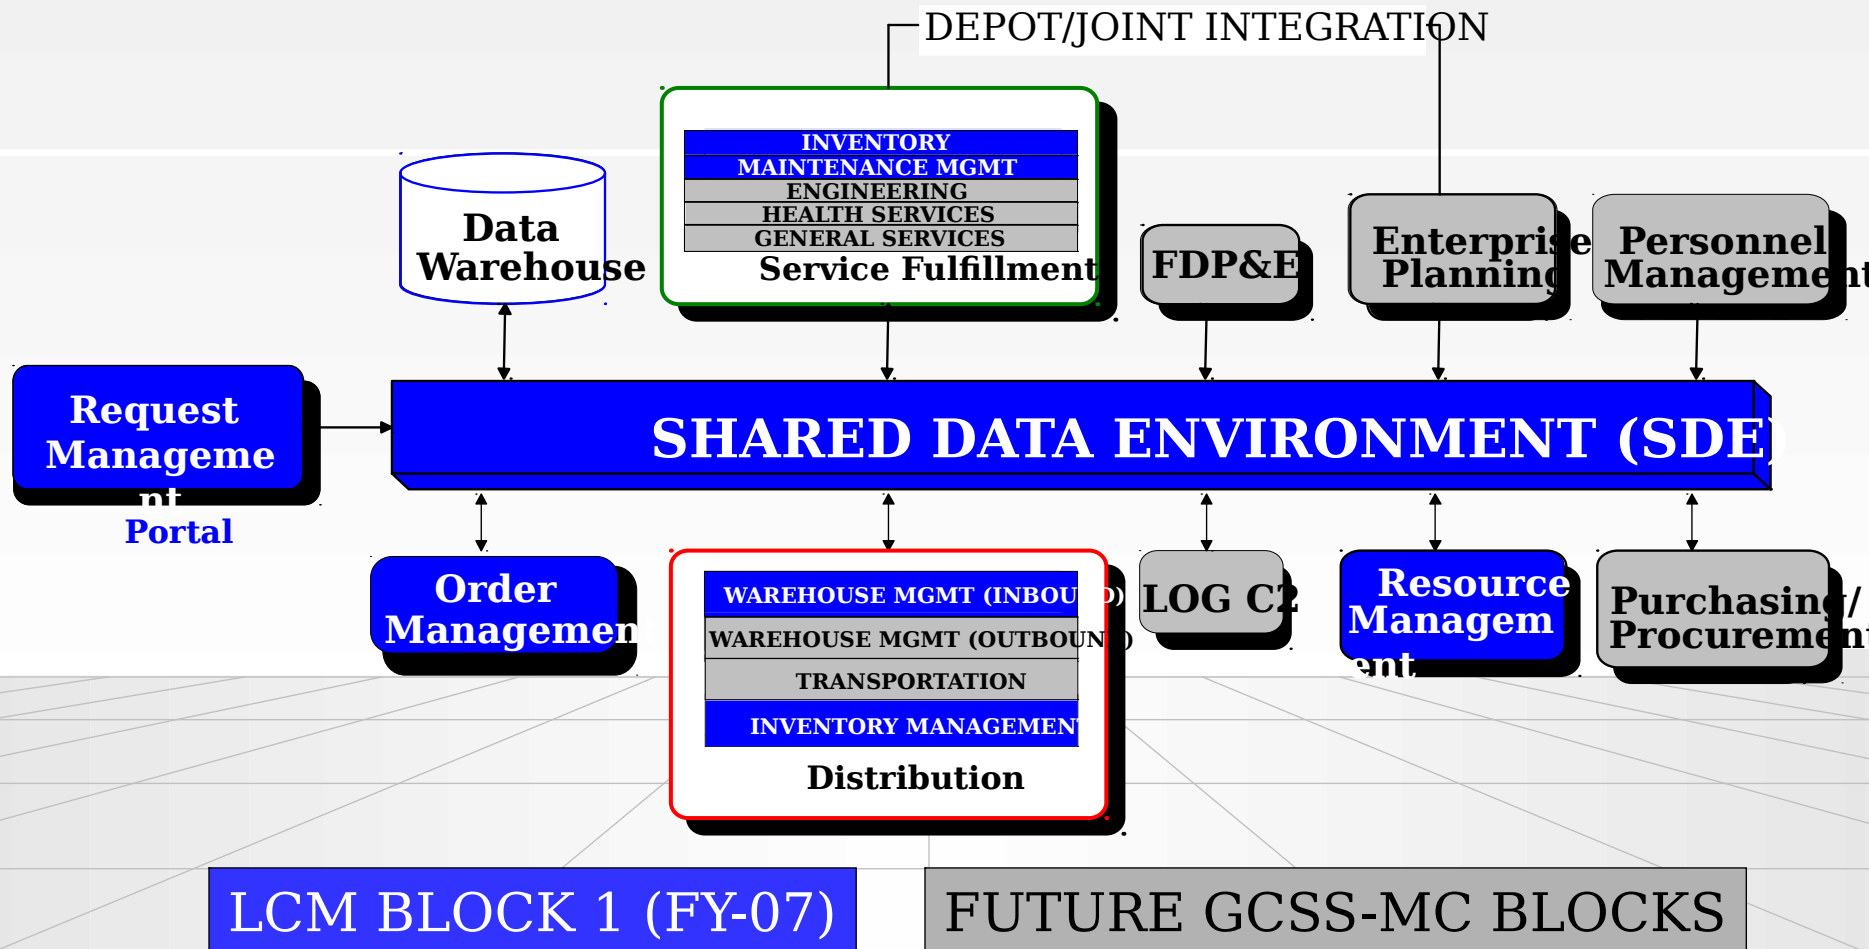 DEPOT/JOINT INTEGRATION
INVENTORY
MAINTENANCE MGMT
ENGINEERING
HEALTH SERVICES
GENERAL SERVICES
Service Fulfillment
Data
Warehouse
FDP&E
Enterprise
Planning
Personnel
Management
Request
Manageme
nt
Portal
SHARED DATA ENVIRONMENT (SDE)
Order
Management
WAREHOUSE MGMT (INBOUND)
WAREHOUSE MGMT (OUTBOUND)
TRANSPORTATION
INVENTORY MANAGEMENT
Distribution
LOG C2
Resource
Managem
ent
Purchasing/
Procurement
LCM BLOCK 1 (FY-07)
FUTURE GCSS-MC BLOCKS